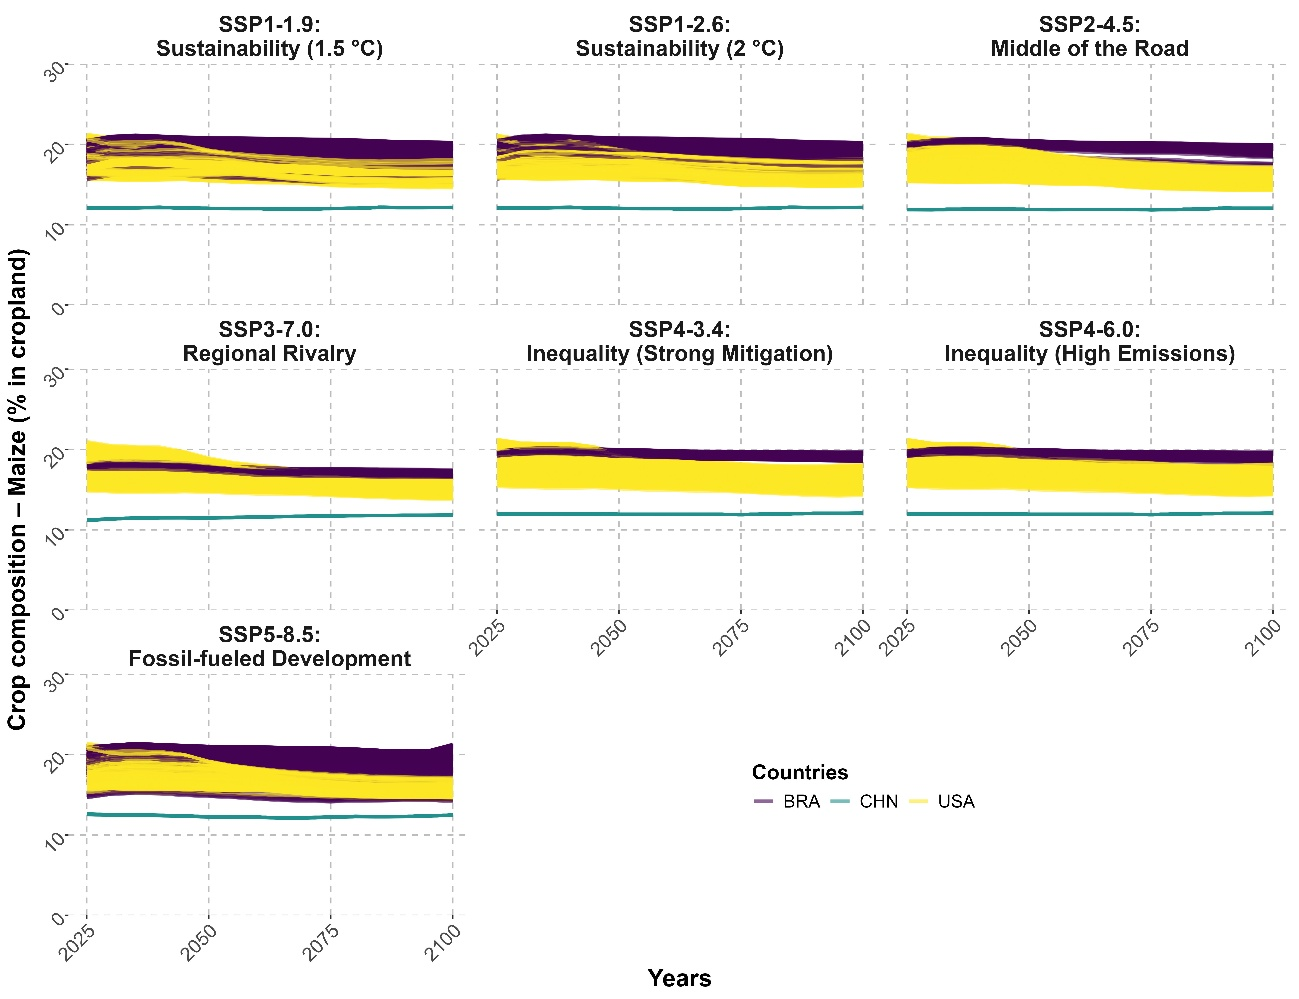 SSP1-1.9:
Sustainability (1.5 °C)
SSP1-2.6:
Sustainability (2 °C)
SSP2-4.5:
Middle of the Road
30
20
10
0
SSP3-7.0:
Regional Rivalry
SSP4-3.4:
Inequality (Strong Mitigation)
SSP4-6.0:
Inequality (High Emissions)
30
20
10
0
2025
2050
2075
2100
2025
2050
2075
2100
SSP5-8.5:
Fossil-fueled Development
30
20
10
0
2025
2050
2075
2100
Crop composition – Maize (% in cropland)
Years
Countries
BRA CHN USA